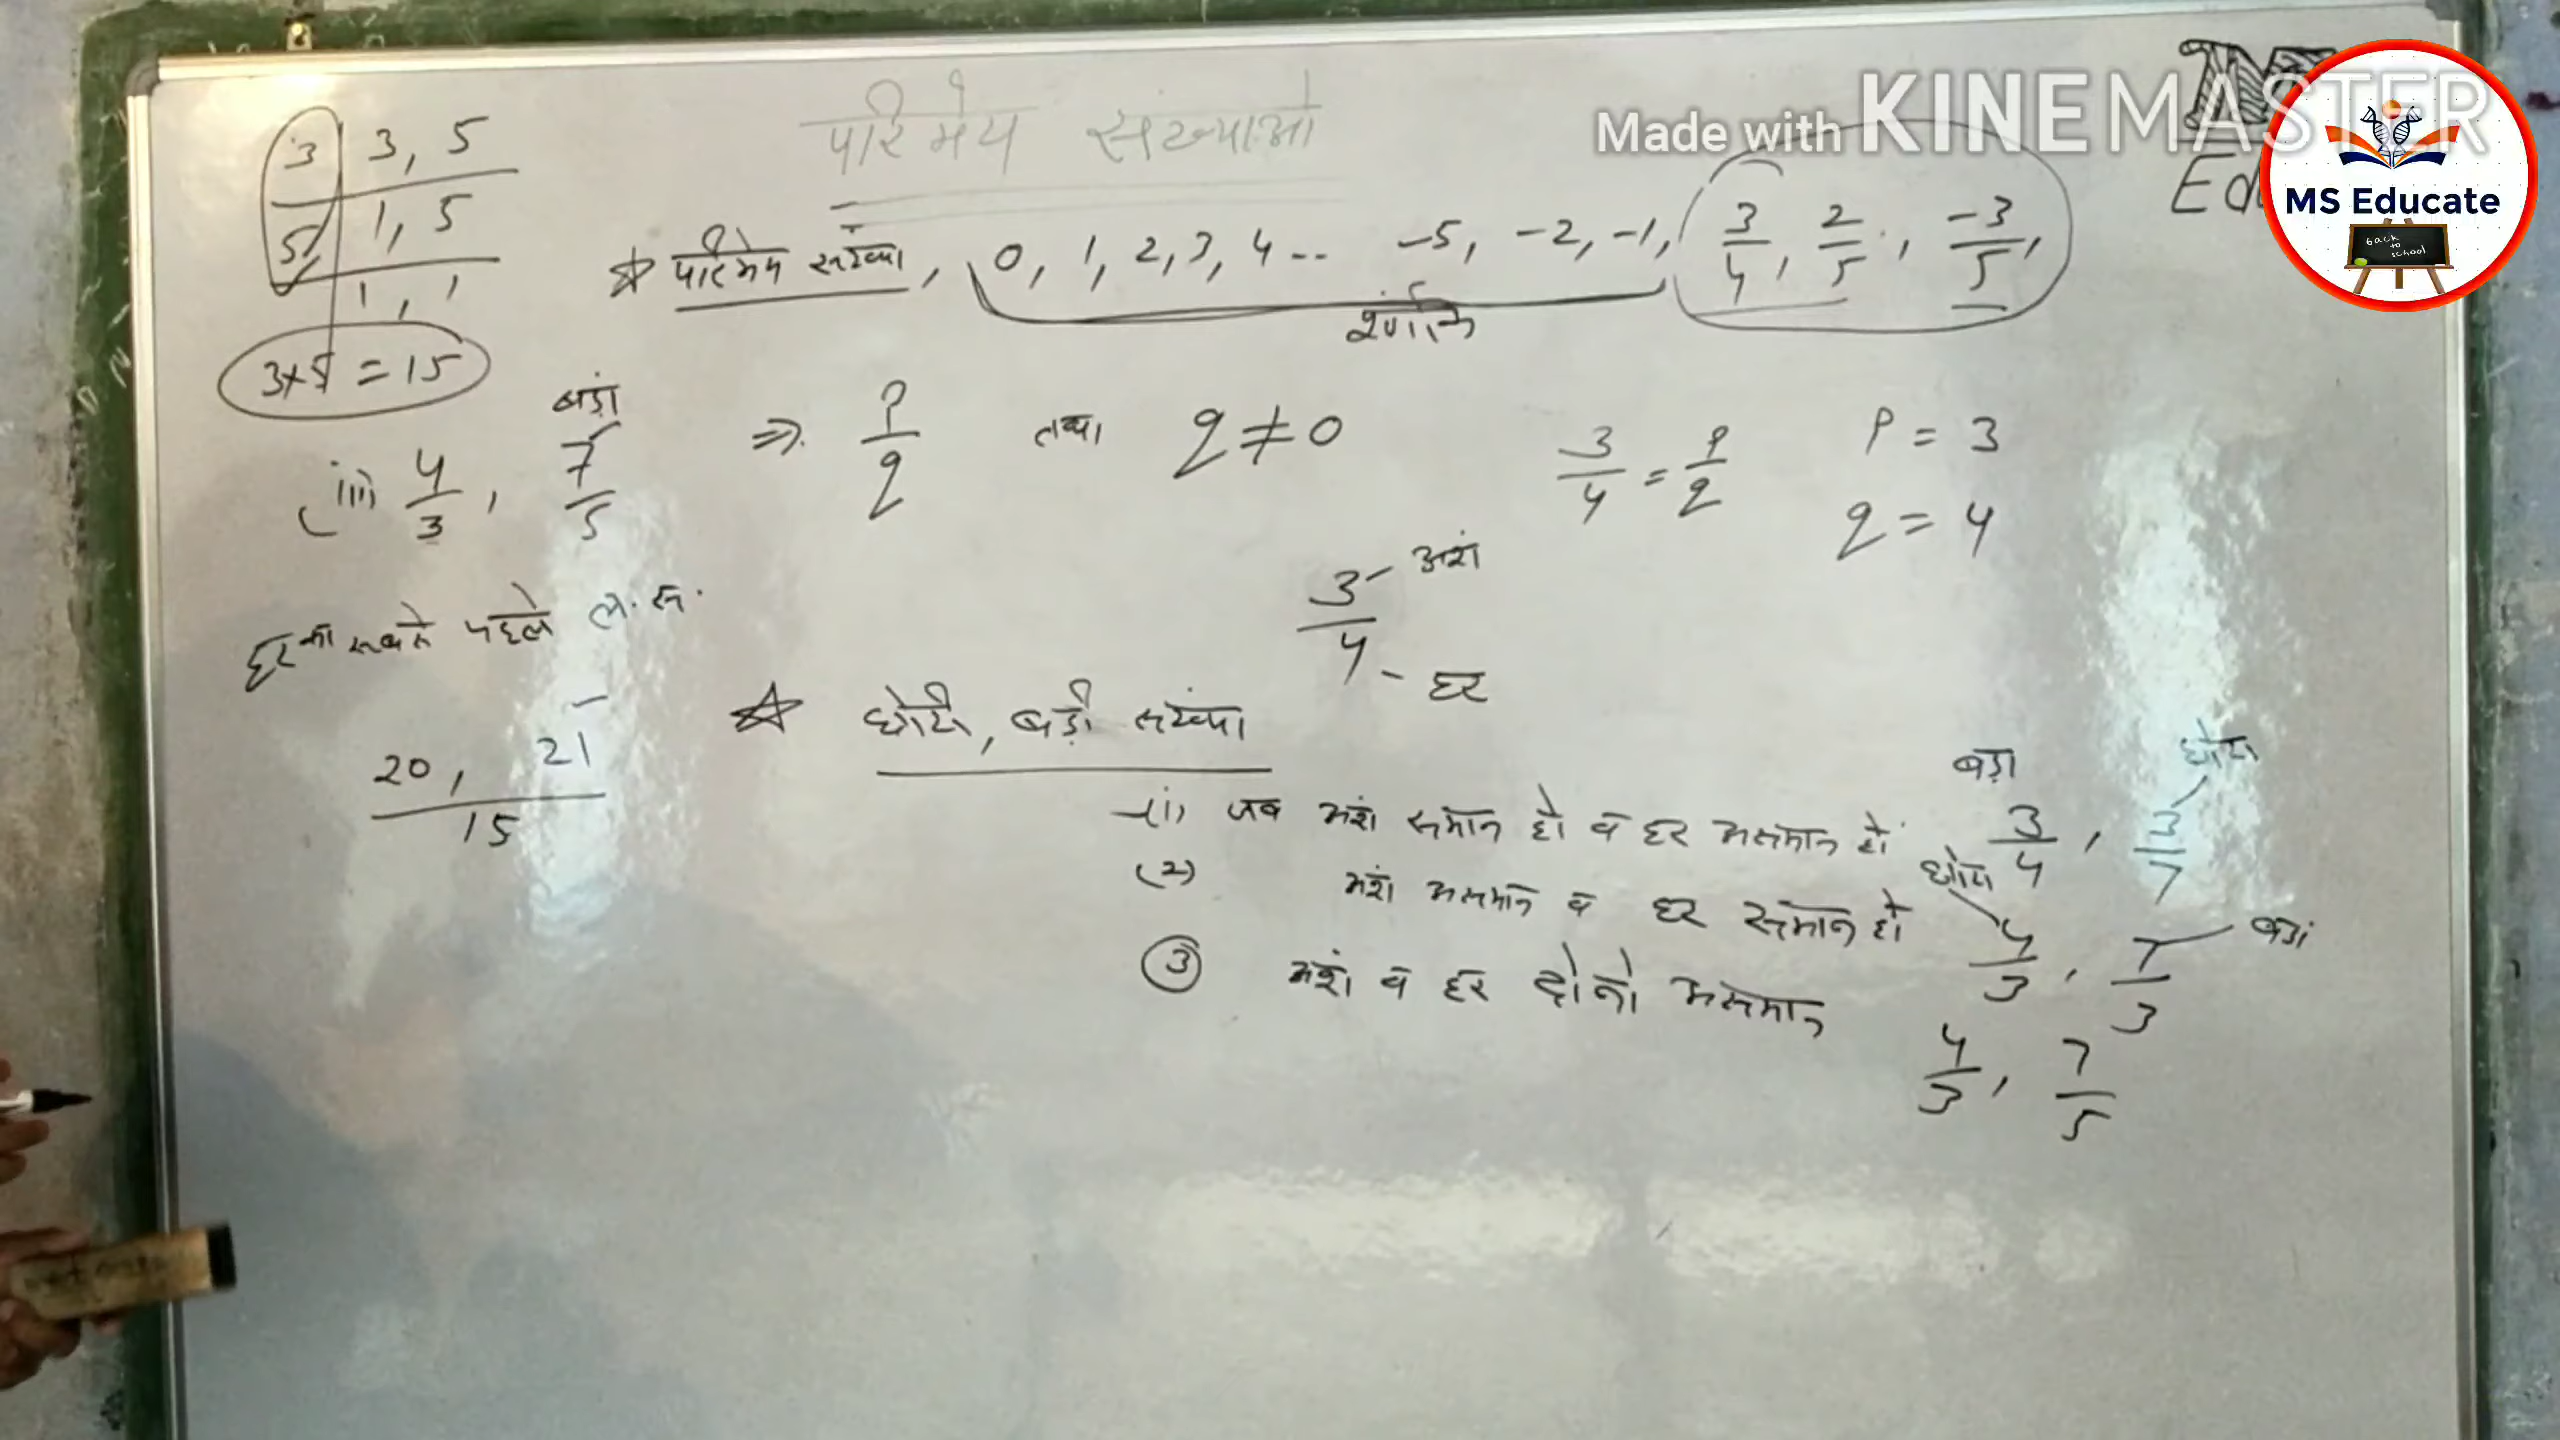 परिमेय संख्याओ
Made with KINEMASTER
MS Educate
back to school
3 | 3, 5
5 | 1, 5
1, 1
3×5 = 15
☆ परिमेय संख्या, 0, 1, 2, 3, 4 -- -5, -2, -1, 3/4, 2/5, -3/5,
पूर्णांक
बड़ा
(iii) 4/3, 7/5
⇒ p/q तथा q ≠ 0
3/4 = p/q
p = 3
q = 4
3/4
अंश
हर
हर का सबसे पहले ल.स.
20, 21
15
☆ छोटी, बड़ी संख्या
(i) जब अंश समान हो व हर असमान हो
बड़ा छोटा
3/4, 3/7
(2) अंश असमान व हर समान हो
छोटा बड़ा
4/3, 7/3
③ अंश व हर दोनो असमान
4/3, 7/5